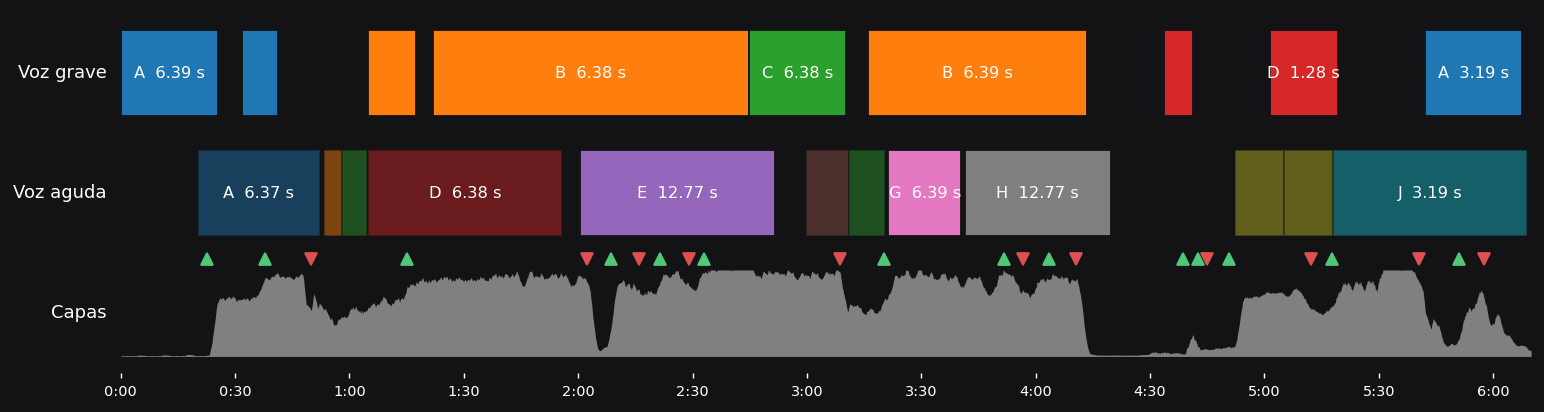 Voz grave A 6.39 s B 6.38 s C 6.38 s B 6.39 s D 1.28 s A 3.19 s
Voz aguda A 6.37 s D 6.38 s E 12.77 s G 6.39 s H 12.77 s J 3.19 s
Capas
0:00 0:30 1:00 1:30 2:00 2:30 3:00 3:30 4:00 4:30 5:00 5:30 6:00